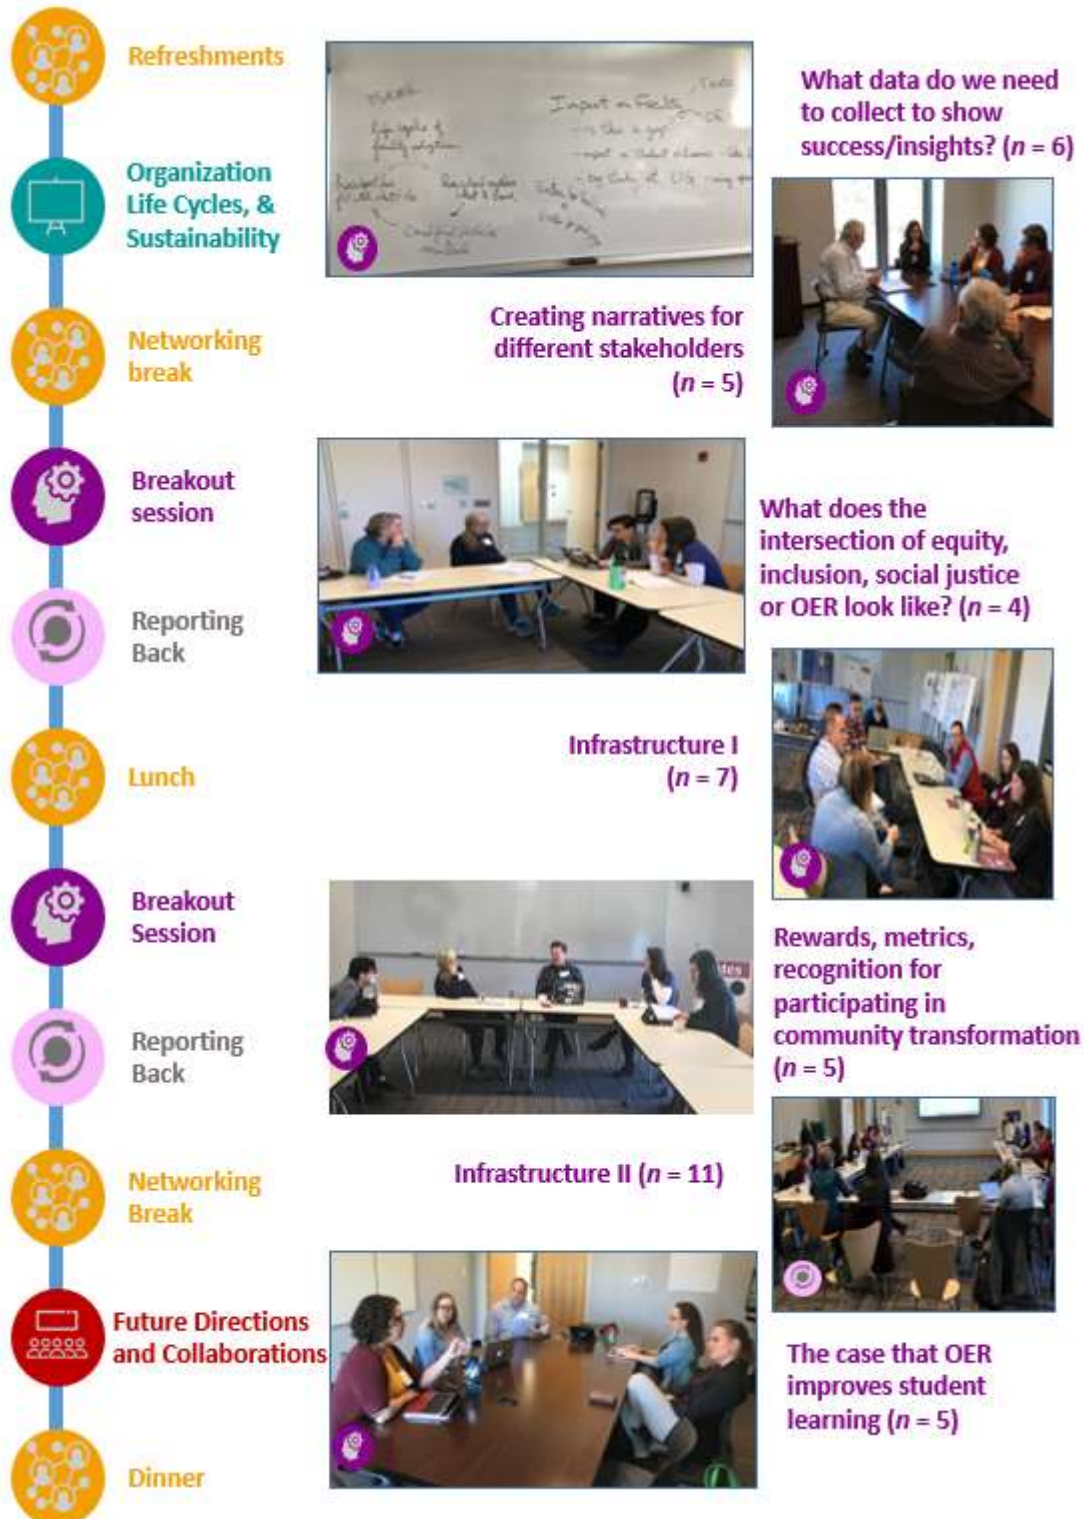 Refreshments
Organization
Life Cycles, &
Sustainability
Networking
break
Breakout
session
Reporting
Back
Lunch
Breakout
Session
Reporting
Back
Networking
Break
Future Directions
and Collaborations
Dinner
Impact on Faculty
What data do we need
to collect to show
success/insights? (n = 6)
Creating narratives for
different stakeholders
(n = 5)
What does the
intersection of equity,
inclusion, social justice
or OER look like? (n = 4)
Infrastructure I
(n = 7)
Rewards, metrics,
recognition for
participating in
community transformation
(n = 5)
Infrastructure II (n = 11)
The case that OER
improves student
learning (n = 5)